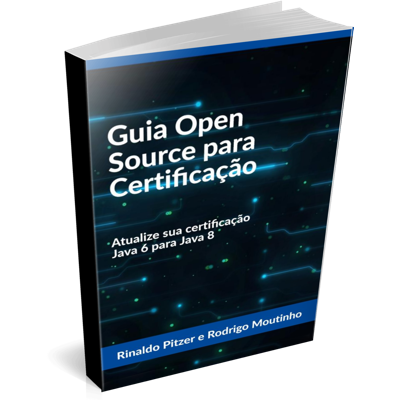 Guia Open
Source para
Certificação
Atualize sua certificação
Java 6 para Java 8
Rinaldo Pitzer e Rodrigo Moutinho